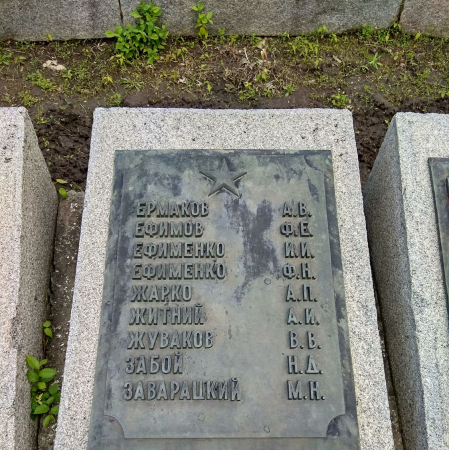 ЕРМАКОВ А.В.
ЕФИМОВ Ф.Е.
ЕФИМЕНКО И.И.
ЕФИМЕНКО Ф.Н.
ЖАРКО А.П.
ЖИТНИЙ А.И.
ЖУВАКОВ В.В.
ЗАБОЙ Н.Д.
ЗАВАРАЦКИЙ М.Н.